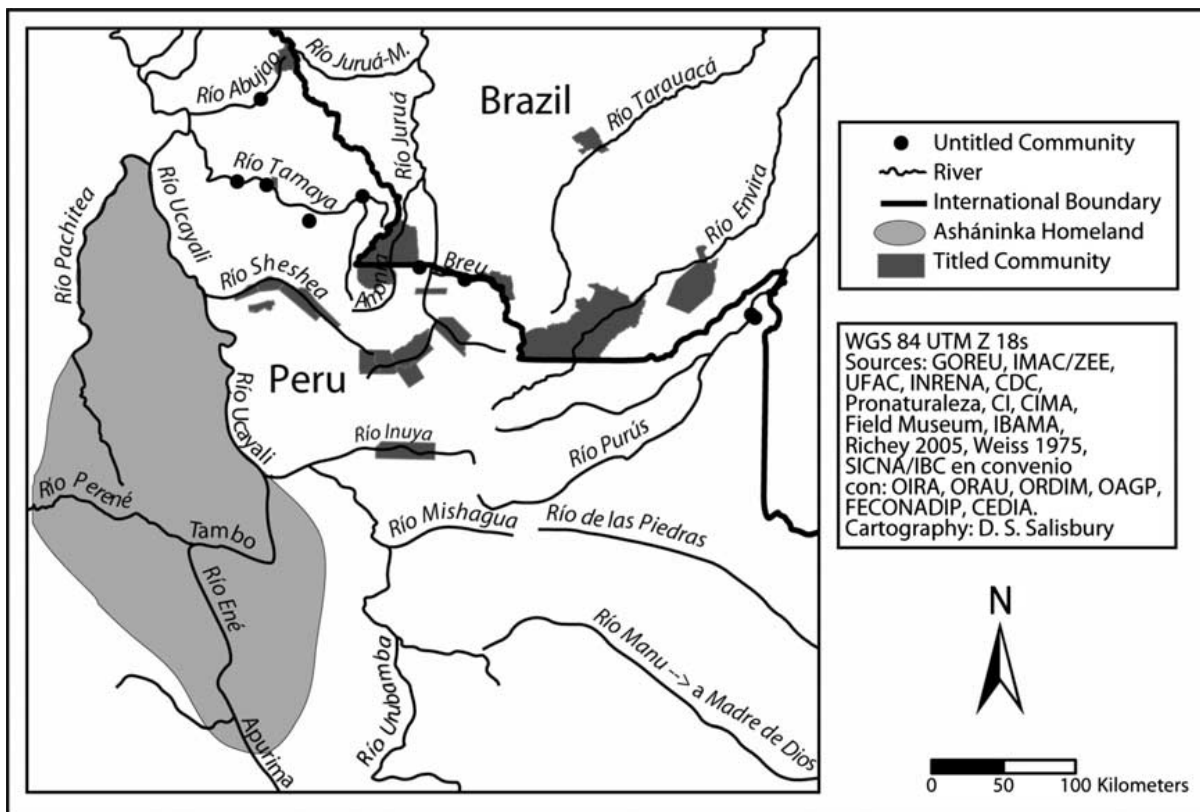 Río Juruá-M.
Río Abujao
Brazil
Río Tarauacá
Río Juruá
Río Tamaya
Río Envira
Río Pachitea
Río Ucayali
Breu
Río Sheshea
Amonia
Peru
Río Ucayali
Río Inuya
Río Purús
Río Perené
Tambo
Río Mishagua
Río de las Piedras
Río Ené
Río Manu --> a Madre de Dios
Río Urubamba
Apurima
Untitled Community
River
International Boundary
Asháninka Homeland
Titled Community
WGS 84 UTM Z 18s
Sources: GOREU, IMAC/ZEE,
UFAC, INRENA, CDC,
Pronaturaleza, CI, CIMA,
Field Museum, IBAMA,
Richey 2005, Weiss 1975,
SICNA/IBC en convenio
con: OIRA, ORAU, ORDIM, OAGP,
FECONADIP, CEDIA.
Cartography: D. S. Salisbury
N
0 50 100 Kilometers